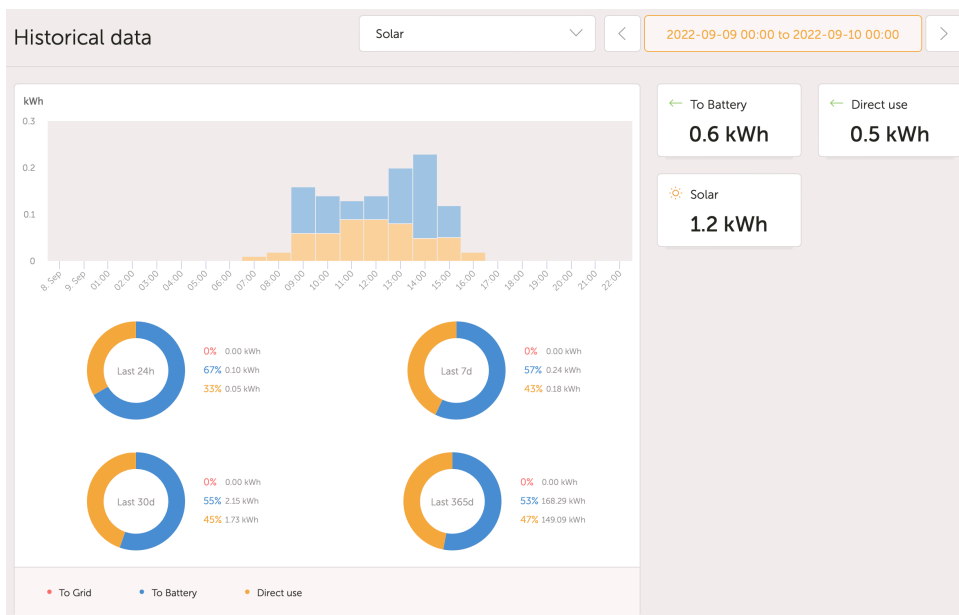 Historical data
Solar
2022-09-09 00:00 to 2022-09-10 00:00
kWh
0.3
0.2
0.1
0
8. Sep 9. Sep 01:00 02:00 03:00 04:00 05:00 06:00 07:00 08:00 09:00 10:00 11:00 12:00 13:00 14:00 15:00 16:00 17:00 18:00 19:00 20:00 21:00 22:00
To Battery
0.6 kWh
Direct use
0.5 kWh
Solar
1.2 kWh
Last 24h
0% 0.00 kWh
67% 0.10 kWh
33% 0.05 kWh
Last 7d
0% 0.00 kWh
57% 0.24 kWh
43% 0.18 kWh
Last 30d
0% 0.00 kWh
55% 2.15 kWh
45% 1.73 kWh
Last 365d
0% 0.00 kWh
53% 168.29 kWh
47% 149.09 kWh
To Grid To Battery Direct use